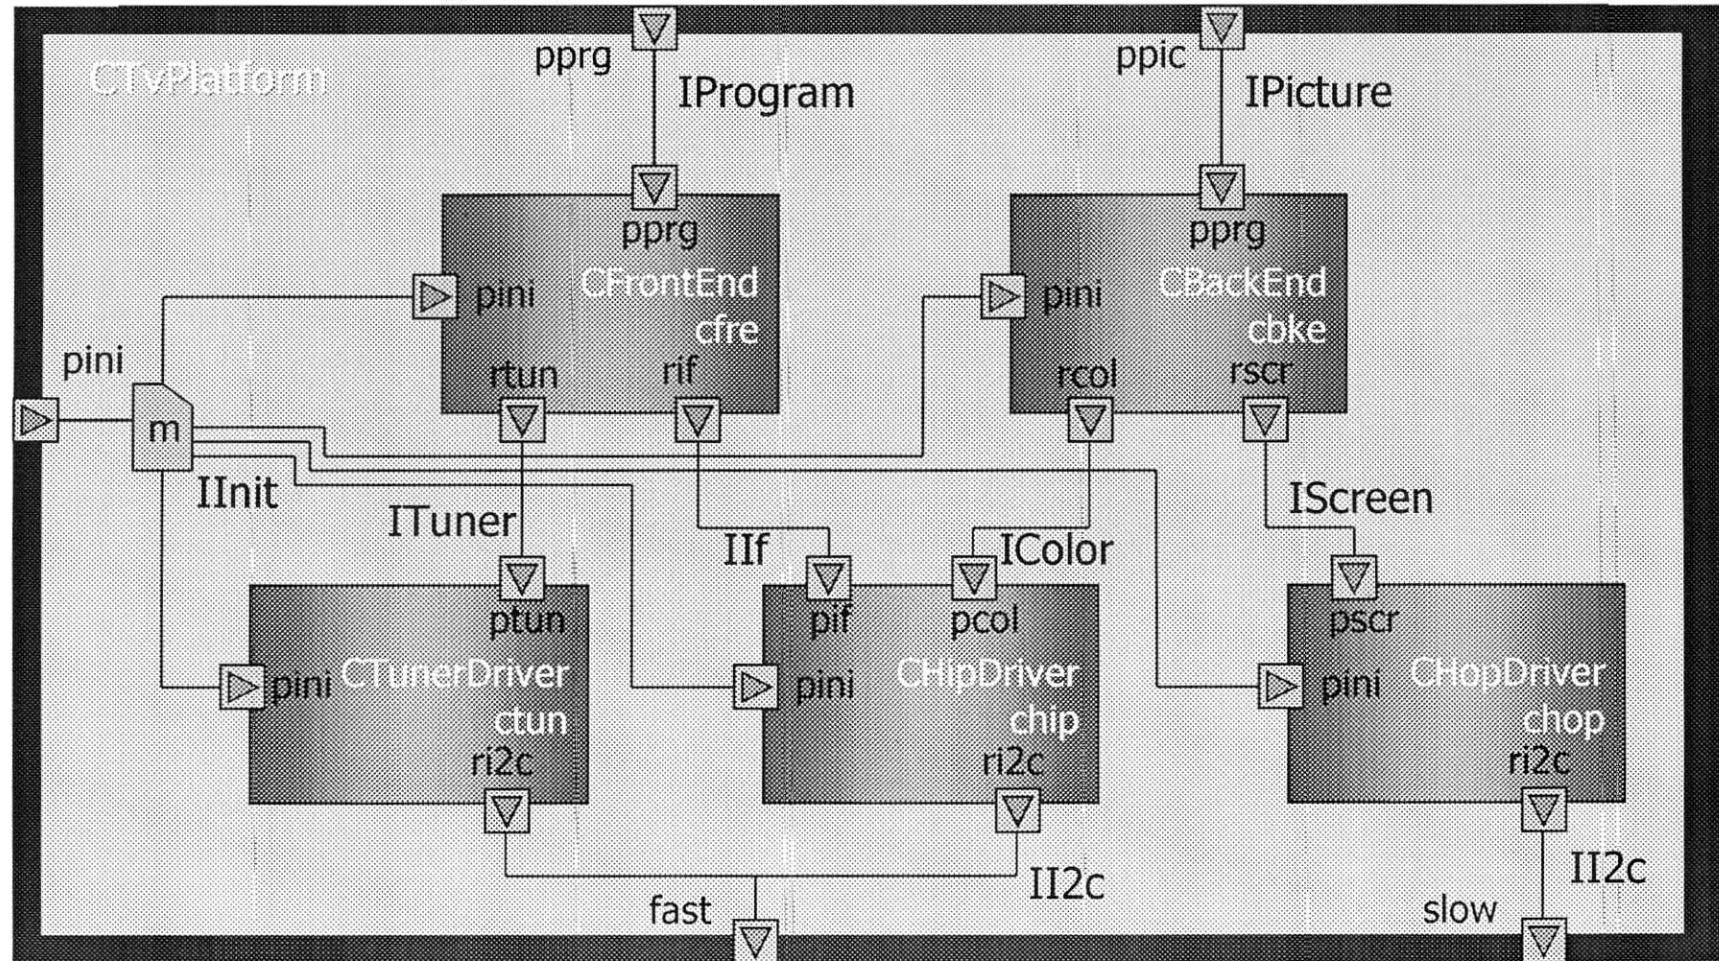 pprg
ppic
CTvPlatform
IProgram
IPicture
pprg
pprg
CFrontEnd
cfre
CBackEnd
cbke
pini
pini
pini
rtun
rif
rcol
rscr
m
IInit
ITuner
IIf
IColor
IScreen
ptun
pif
pcol
pscr
pini
CTunerDriver
ctun
pini
CHipDriver
chip
pini
CHopDriver
chop
ri2c
ri2c
ri2c
II2c
II2c
fast
slow